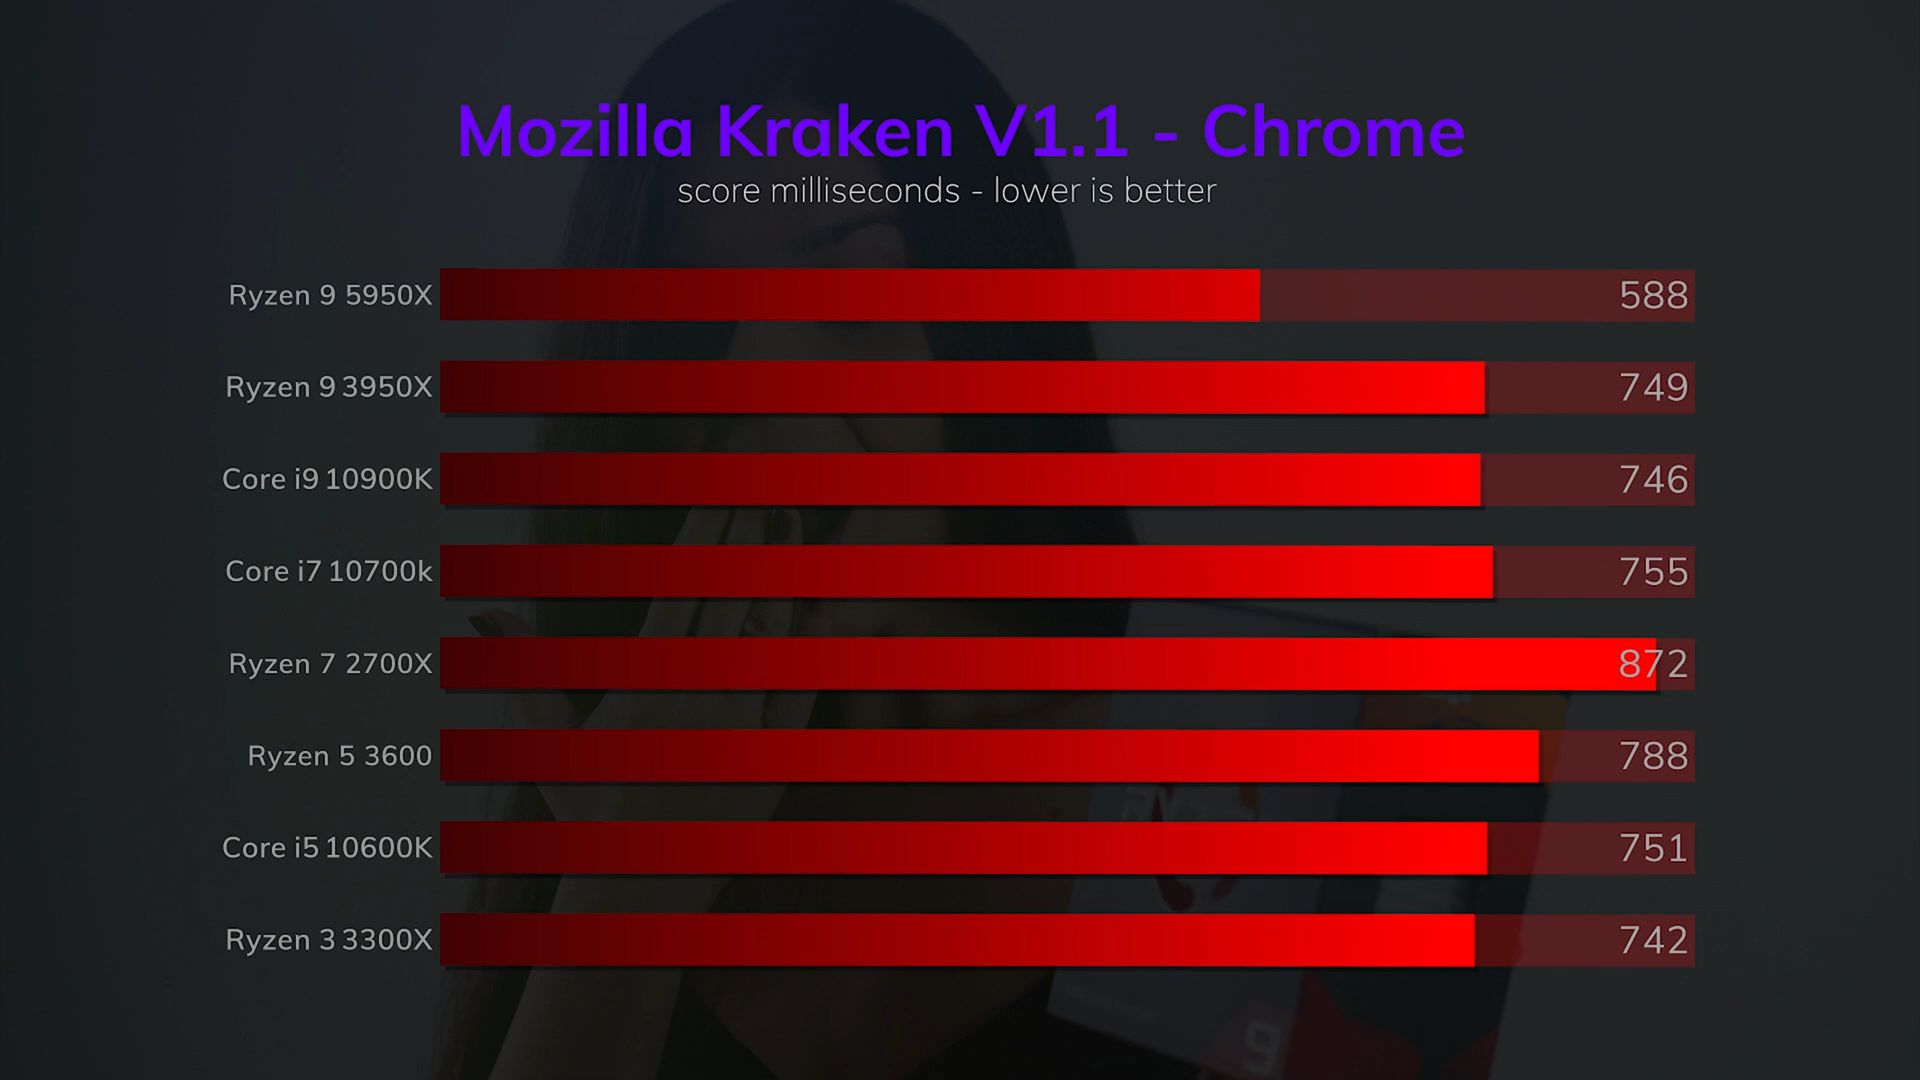 Mozilla Kraken V1.1 - Chrome
score milliseconds - lower is better
Ryzen 9 5950X 588
Ryzen 9 3950X 749
Core i9 10900K 746
Core i7 10700k 755
Ryzen 7 2700X 872
Ryzen 5 3600 788
Core i5 10600K 751
Ryzen 3 3300X 742
9